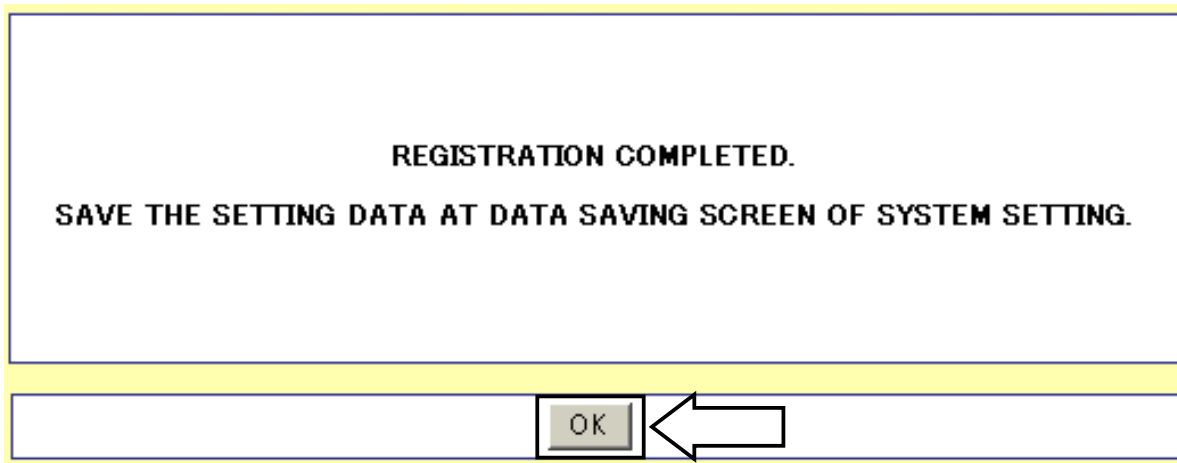 REGISTRATION COMPLETED.
SAVE THE SETTING DATA AT DATA SAVING SCREEN OF SYSTEM SETTING.
OK